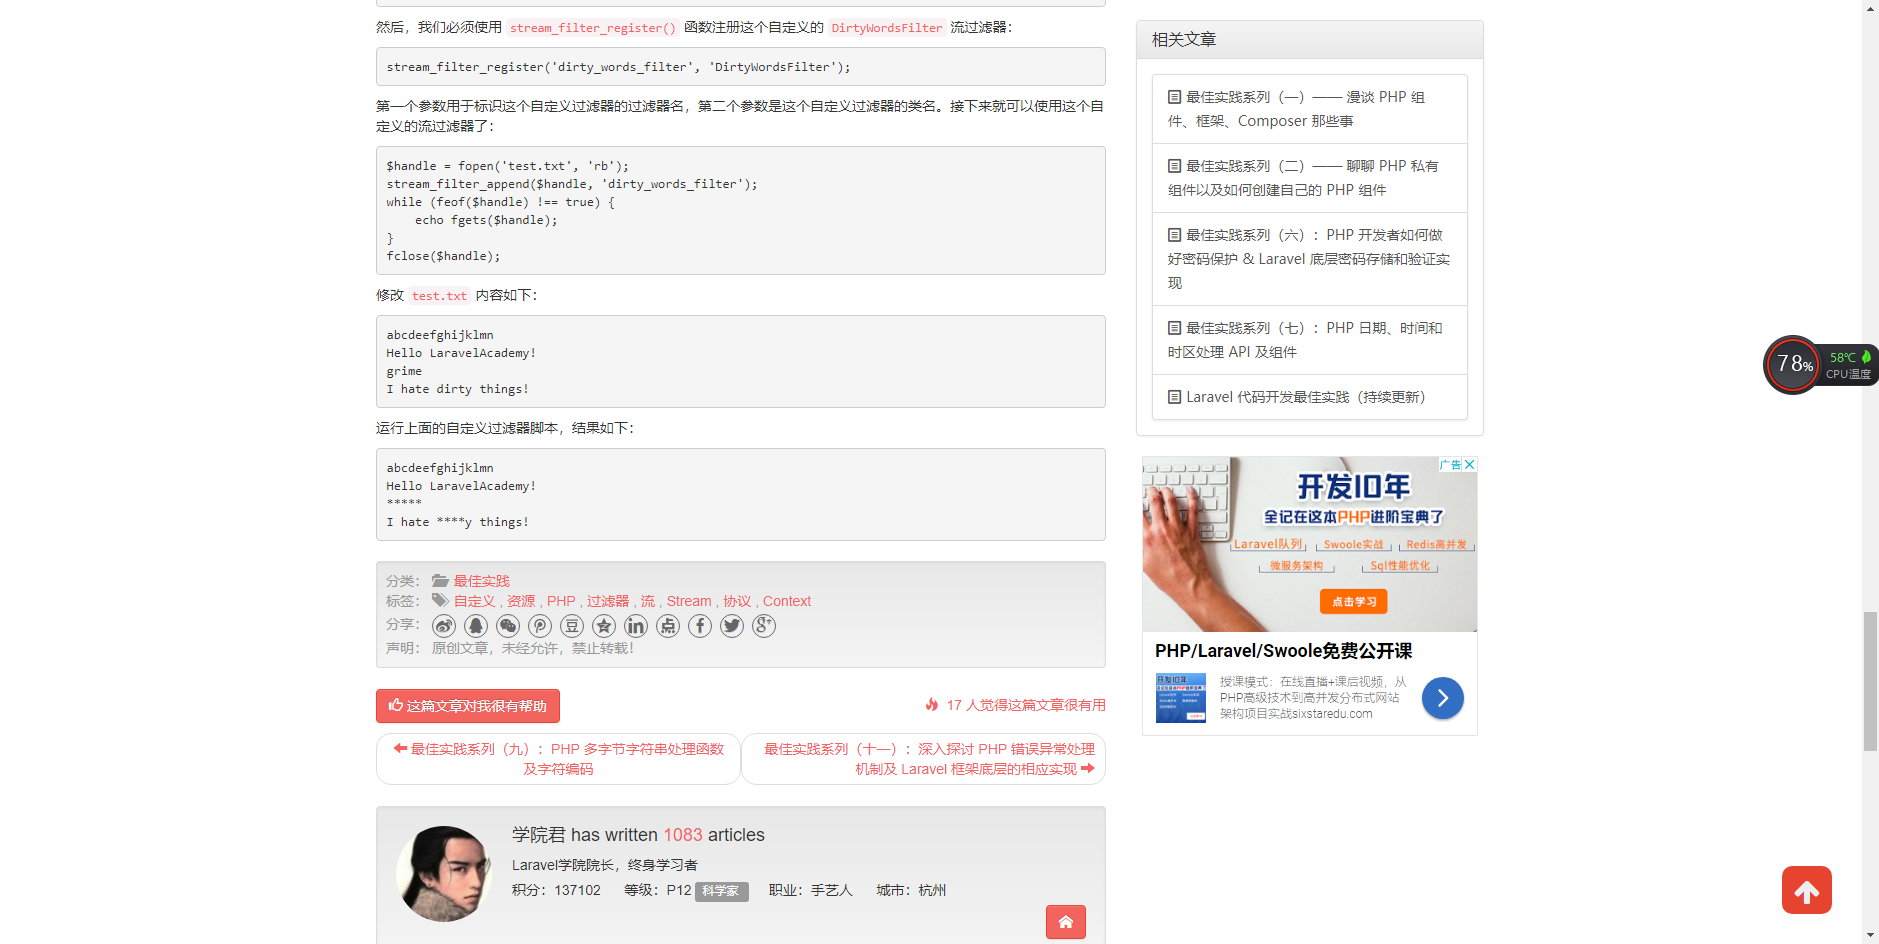 然后，我们必须使用 stream_filter_register() 函数注册这个自定义的 DirtyWordsFilter 流过滤器：
stream_filter_register('dirty_words_filter', 'DirtyWordsFilter');
第一个参数用于标识这个自定义过滤器的过滤器名，第二个参数是这个自定义过滤器的类名。接下来就可以使用这个自
定义的流过滤器了：
$handle = fopen('test.txt', 'rb');
stream_filter_append($handle, 'dirty_words_filter');
while (feof($handle) !== true) {
    echo fgets($handle);
}
fclose($handle);
修改 test.txt 内容如下：
abcdeefghijklmn
Hello LaravelAcademy!
grime
I hate dirty things!
运行上面的自定义过滤器脚本，结果如下：
abcdeefghijklmn
Hello LaravelAcademy!
*****
I hate ****y things!
分类： 最佳实践
标签： 自定义 , 资源 , PHP , 过滤器 , 流 , Stream , 协议 , Context
分享： 豆 in 点 f g+
声明： 原创文章，未经允许，禁止转载！
这篇文章对我很有帮助
17 人觉得这篇文章很有用
最佳实践系列（九）：PHP 多字节字符串处理函数
及字符编码
最佳实践系列（十一）：深入探讨 PHP 错误异常处理
机制及 Laravel 框架底层的相应实现
学院君 has written 1083 articles
Laravel学院院长，终身学习者
积分：137102 等级：P12 科学家 职业：手艺人 城市：杭州
相关文章
最佳实践系列（一）—— 漫谈 PHP 组
件、框架、Composer 那些事
最佳实践系列（二）—— 聊聊 PHP 私有
组件以及如何创建自己的 PHP 组件
最佳实践系列（六）：PHP 开发者如何做
好密码保护 & Laravel 底层密码存储和验证实
现
最佳实践系列（七）：PHP 日期、时间和
时区处理 API 及组件
Laravel 代码开发最佳实践（持续更新）
广告
开发10年
全记在这本PHP进阶宝典了
Laravel队列 Swoole实战 Redis高并发
微服务架构 Sql性能优化
点击学习
PHP/Laravel/Swoole免费公开课
开发10年
授课模式：在线直播+课后视频，从
PHP高级技术到高并发分布式网站
架构项目实战sixstaredu.com
78%
58℃
CPU温度